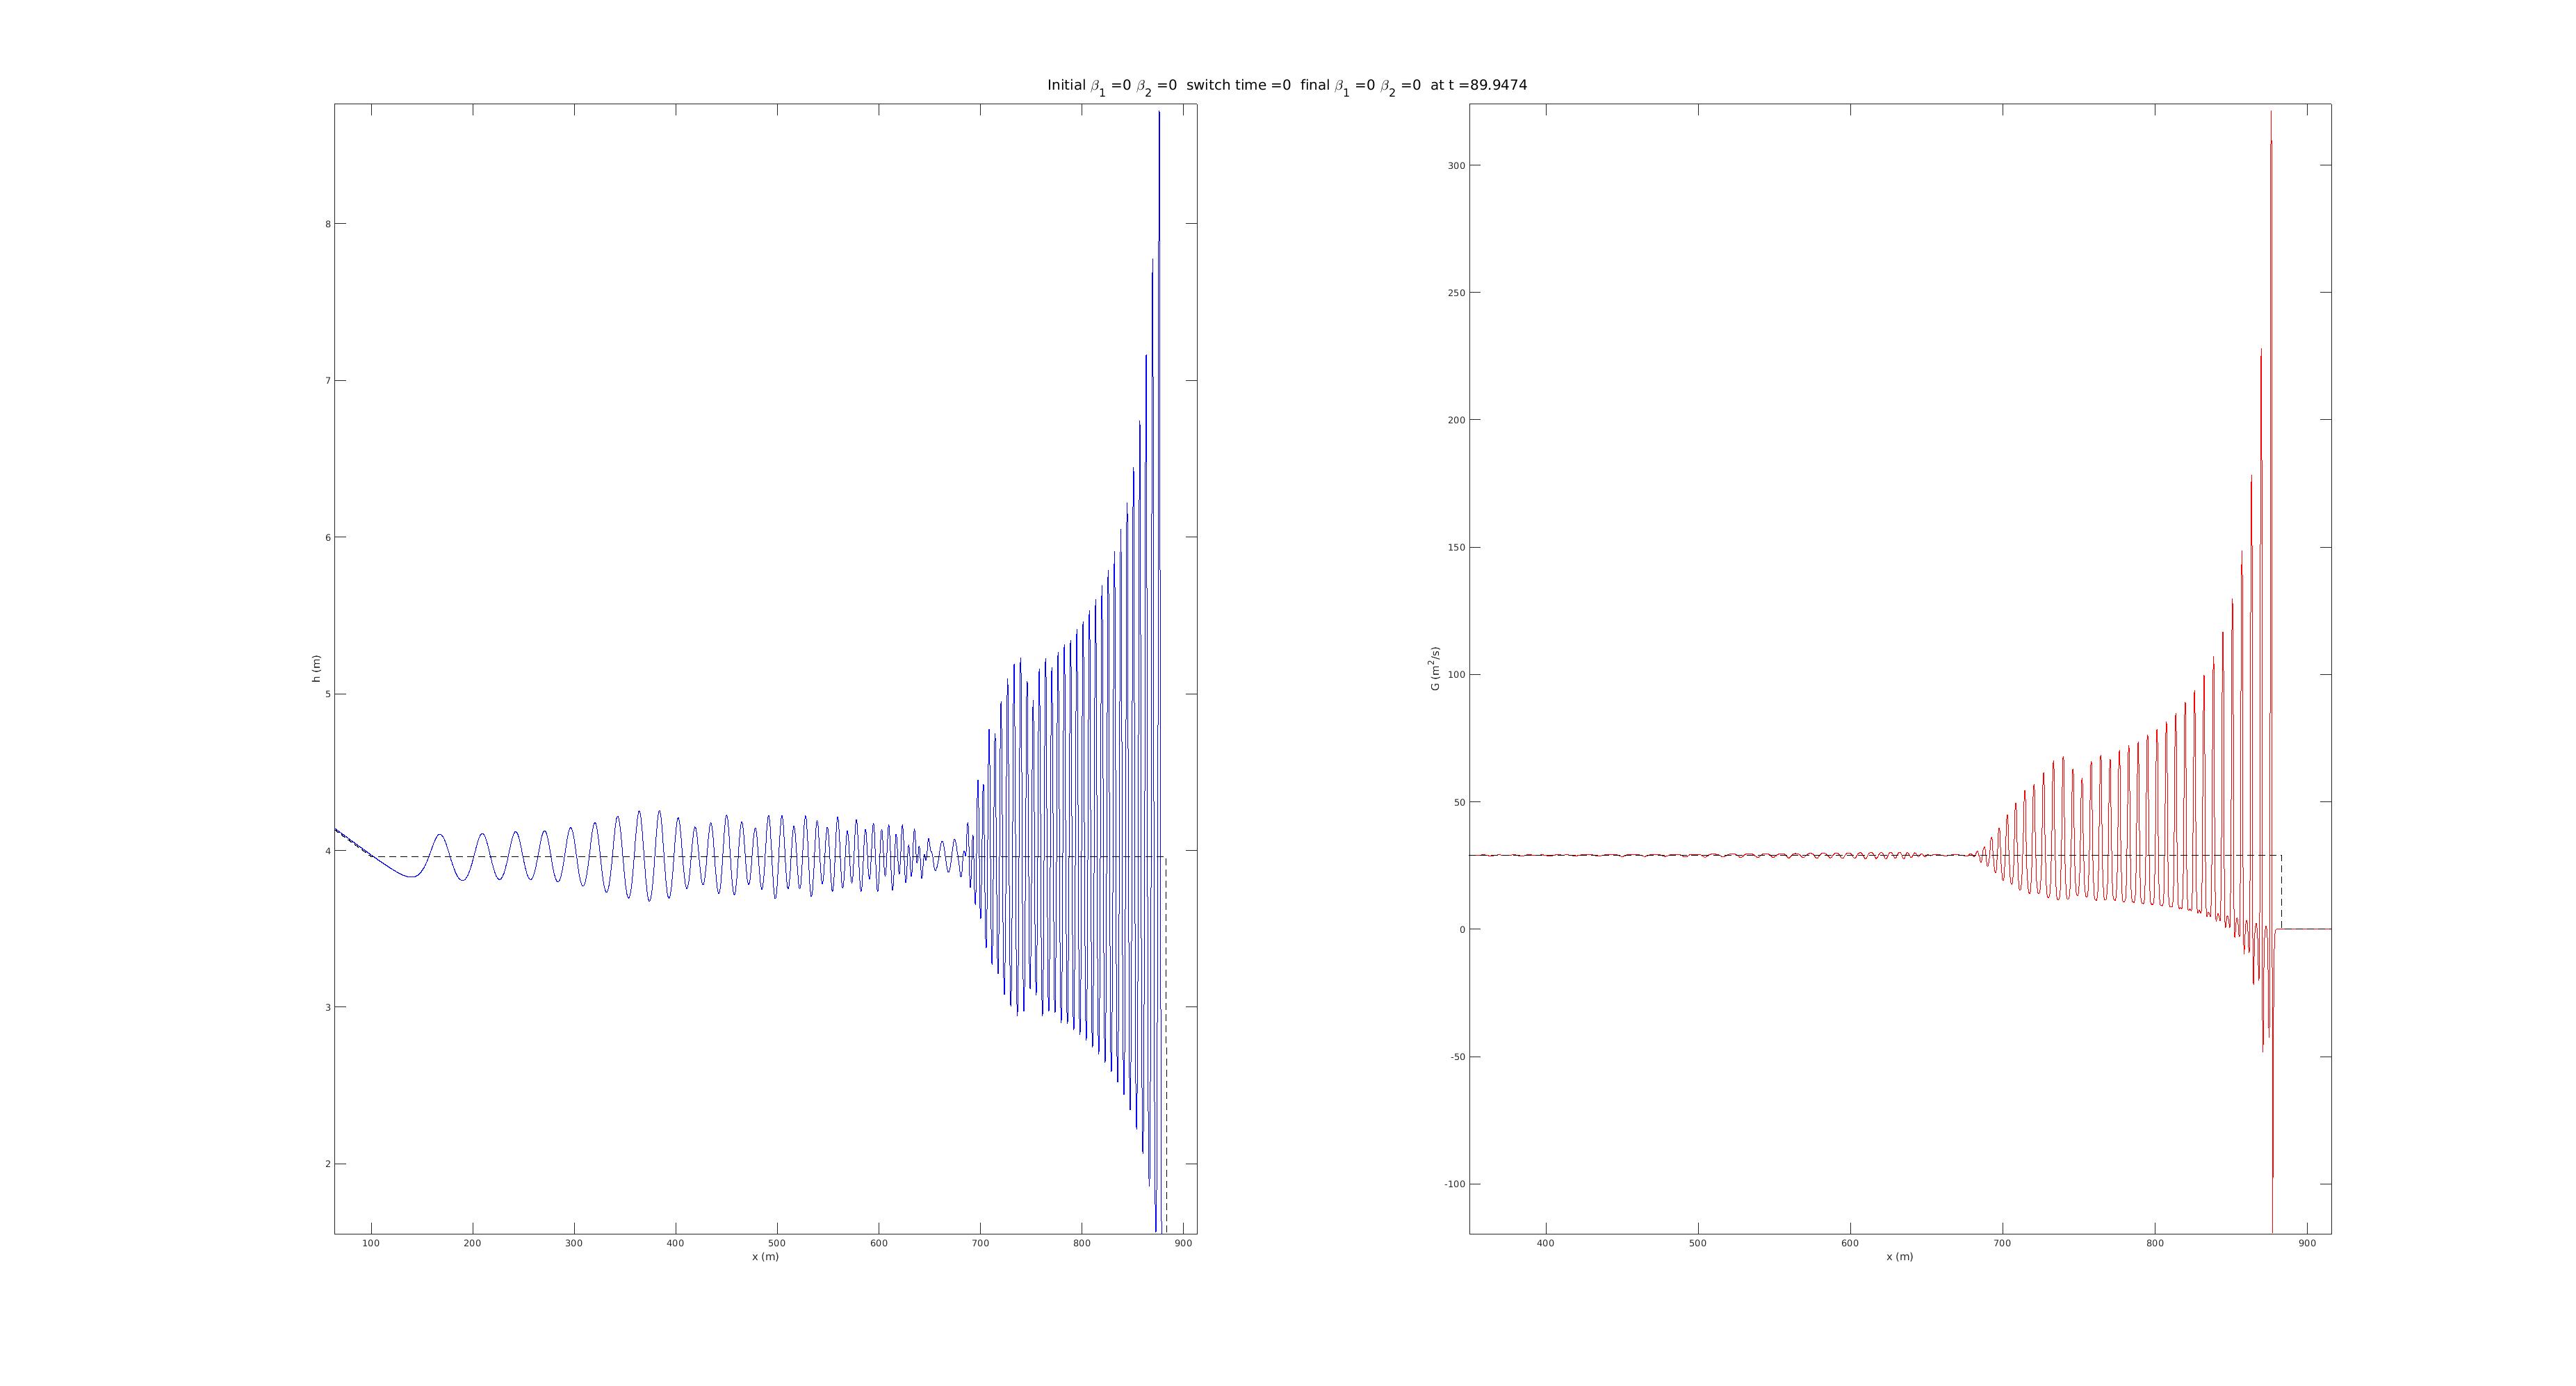 Initial β₁ =0 β₂ =0 switch time =0 final β₁ =0 β₂ =0 at t =89.9474
8
7
6
5
4
3
2
h (m)
100 200 300 400 500 600 700 800 900
x (m)
300
250
200
150
100
50
0
-50
-100
G (m²/s)
400 500 600 700 800 900
x (m)